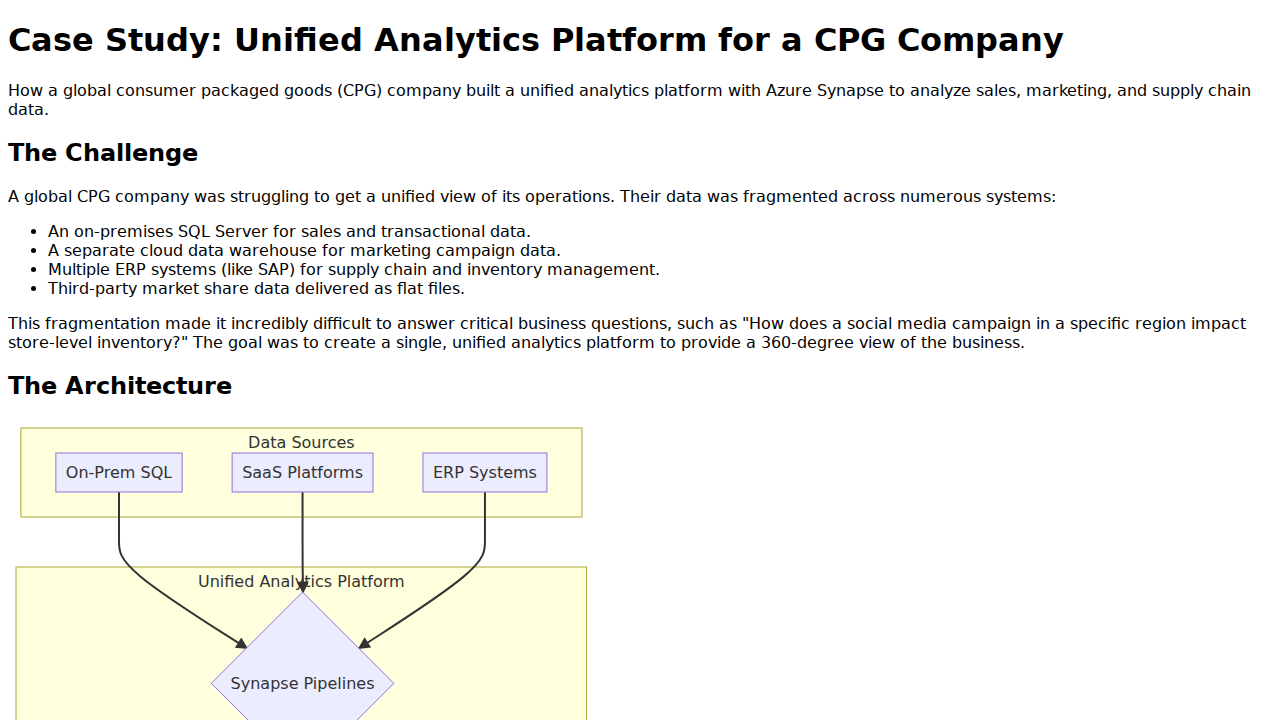 Case Study: Unified Analytics Platform for a CPG Company
How a global consumer packaged goods (CPG) company built a unified analytics platform with Azure Synapse to analyze sales, marketing, and supply chain
data.
The Challenge
A global CPG company was struggling to get a unified view of its operations. Their data was fragmented across numerous systems:
• An on-premises SQL Server for sales and transactional data.
• A separate cloud data warehouse for marketing campaign data.
• Multiple ERP systems (like SAP) for supply chain and inventory management.
• Third-party market share data delivered as flat files.
This fragmentation made it incredibly difficult to answer critical business questions, such as "How does a social media campaign in a specific region impact
store-level inventory?" The goal was to create a single, unified analytics platform to provide a 360-degree view of the business.
The Architecture
Data Sources
On-Prem SQL
SaaS Platforms
ERP Systems
Unified Analytics Platform
Synapse Pipelines